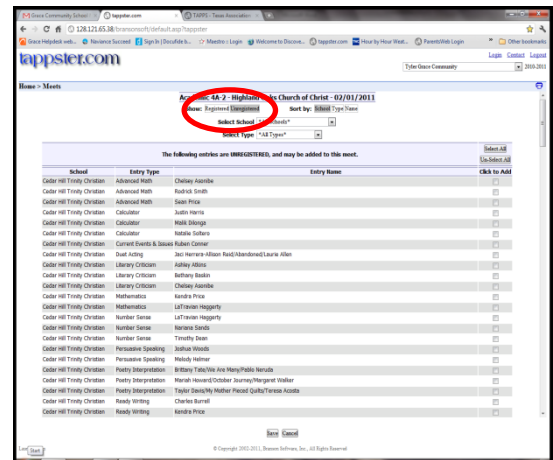 Grace Community School
tappster.com
TAPPS - Texas Association
128.121.65.38/bransonsoft/default.asp?tappster
Grace Helpdesk web... Naviance Succeed Sign in | Docufide b... Maestro :: Login Welcome to Discove... tappster.com Hour by Hour Weat... ParentsWeb Login Other bookmarks
tappster.com
Login Contact Logout
Tyler Grace Community 2010-2011
Home > Meets
Academic 4A-2 - Highland Oaks Church of Christ - 02/01/2011
Show: Registered Unregistered Sort by: School Type Name
Select School
Select Type *All Types*
The following entries are UNREGISTERED, and may be added to this meet.
Select All
Un-Select All
School Entry Type Entry Name Click to Add
Cedar Hill Trinity Christian Advanced Math Chelsey Asombe
Cedar Hill Trinity Christian Advanced Math Rodrick Smith
Cedar Hill Trinity Christian Advanced Math Sean Price
Cedar Hill Trinity Christian Calculator Justin Harris
Cedar Hill Trinity Christian Calculator Malik Dilonga
Cedar Hill Trinity Christian Calculator Natalie Soltero
Cedar Hill Trinity Christian Current Events & Issues Ruben Conner
Cedar Hill Trinity Christian Duet Acting Jaci Herrera-Allison Reid/Abandoned/Laurie Allen
Cedar Hill Trinity Christian Literary Criticism Ashley Atkins
Cedar Hill Trinity Christian Literary Criticism Bethany Baskin
Cedar Hill Trinity Christian Literary Criticism Chelsey Asombe
Cedar Hill Trinity Christian Mathematics Kendra Price
Cedar Hill Trinity Christian Mathematics LaTravian Haggerty
Cedar Hill Trinity Christian Number Sense LaTravian Haggerty
Cedar Hill Trinity Christian Number Sense Mariana Sands
Cedar Hill Trinity Christian Number Sense Timothy Dean
Cedar Hill Trinity Christian Persuasive Speaking Joshua Woods
Cedar Hill Trinity Christian Persuasive Speaking Melody Helmer
Cedar Hill Trinity Christian Poetry Interpretation Brittany Tate/We Are Many/Pablo Neruda
Cedar Hill Trinity Christian Poetry Interpretation Mariah Howard/October Journey/Margaret Walker
Cedar Hill Trinity Christian Poetry Interpretation Taylor Davis/My Mother Pieced Quilts/Teresa Acosta
Cedar Hill Trinity Christian Ready Writing Charles Burrell
Cedar Hill Trinity Christian Ready Writing Kendra Price
Save Cancel
© Copyright 2002-2011, Branson Software, Inc., All Rights Reserved
Start